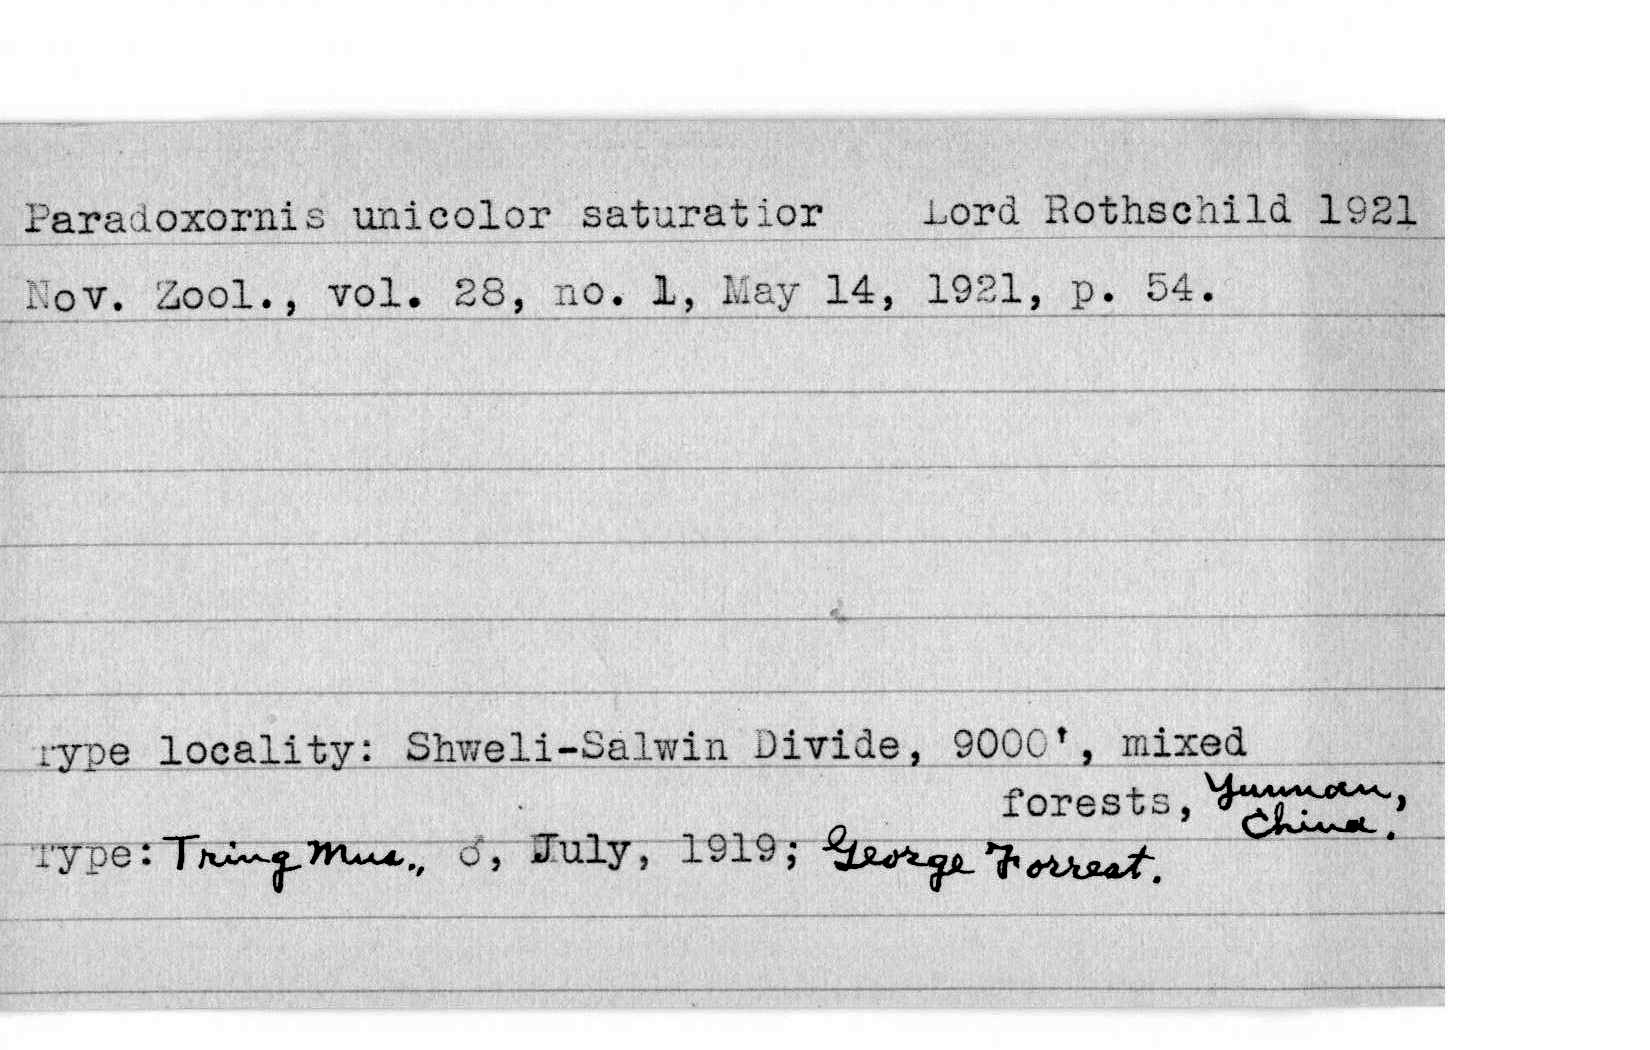 Paradoxornis unicolor saturatior Lord Rothschild 1921
Nov. Zool., vol. 28, no. 1, May 14, 1921, p. 54.
Type locality: Shweli-Salwin Divide, 9000', mixed
forests, Yunnan,
China.
Type: Tring Mus., ♂, July, 1919; George Forrest.